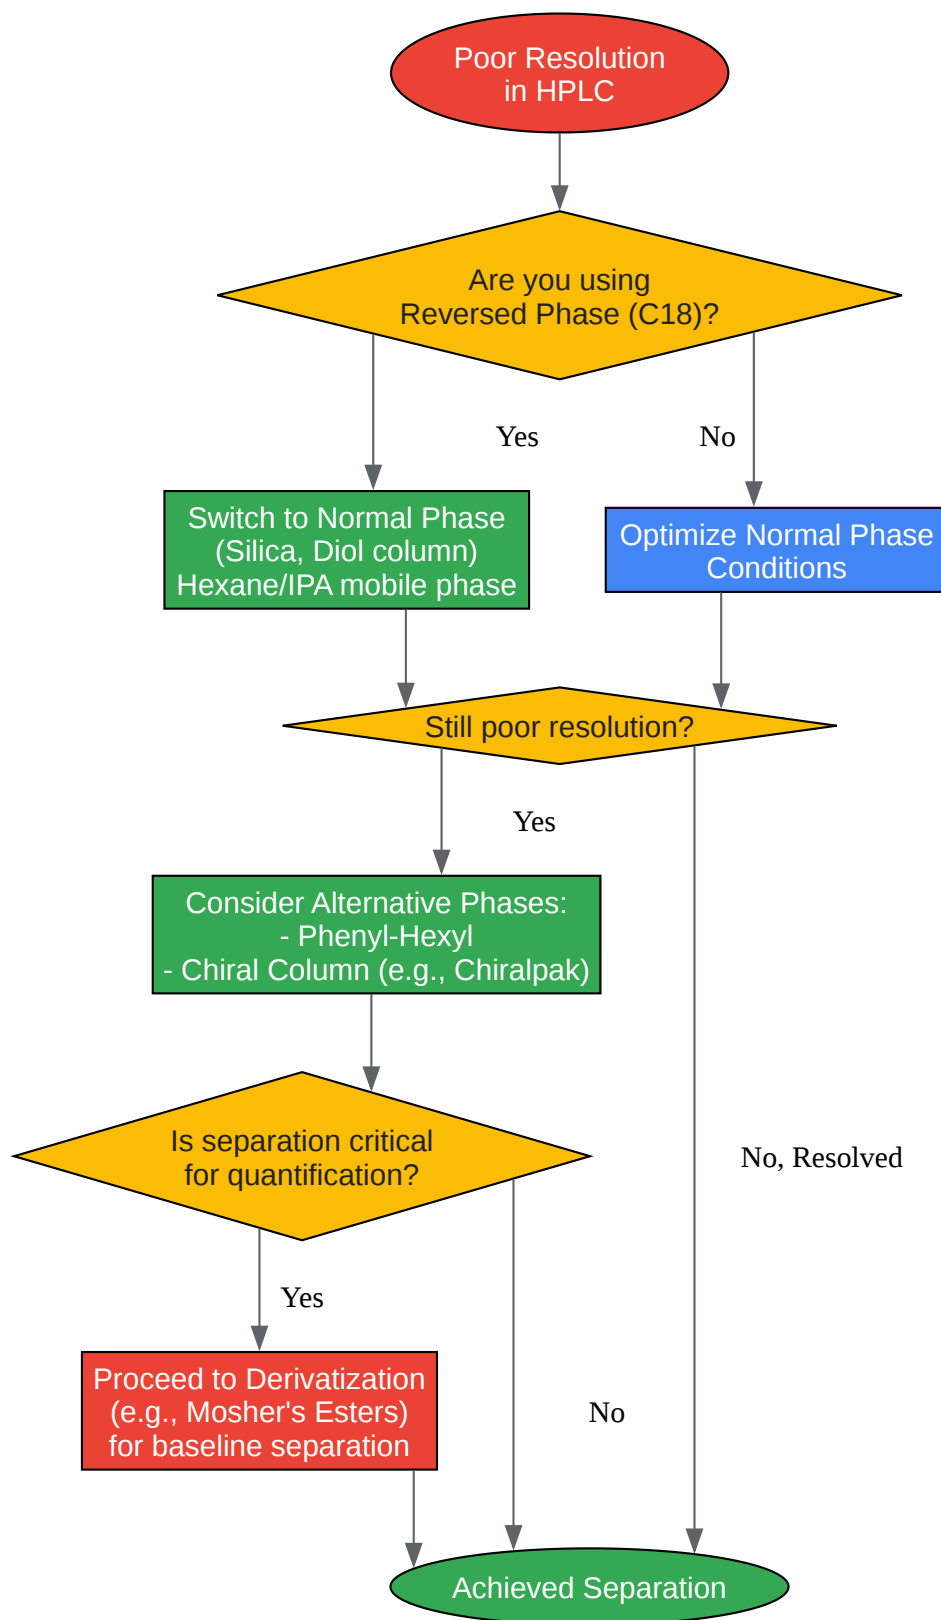 Poor Resolution
in HPLC
Are you using
Reversed Phase (C18)?
Yes
No
Switch to Normal Phase
(Silica, Diol column)
Hexane/IPA mobile phase
Optimize Normal Phase
Conditions
Still poor resolution?
Yes
Consider Alternative Phases:
- Phenyl-Hexyl
- Chiral Column (e.g., Chiralpak)
Is separation critical
for quantification?
No, Resolved
Yes
Proceed to Derivatization
(e.g., Mosher's Esters)
for baseline separation
No
Achieved Separation